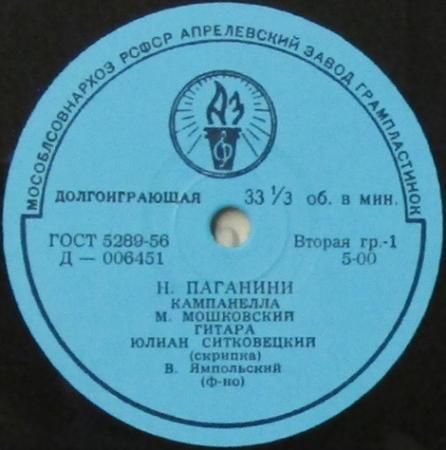 МОСОБЛСОВНАРХОЗ РСФСР АПРЕЛЕВСКИЙ ЗАВОД ГРАМПЛАСТИНОК
АЗ
ДОЛГОИГРАЮЩАЯ 33 1/3 об. в мин.
ГОСТ 5289-56 Вторая гр.-1
Д — 006451 5-00
Н. ПАГАНИНИ
КАМПАНЕЛЛА
М. МОШКОВСКИЙ
ГИТАРА
ЮЛИАН СИТКОВЕЦКИЙ
(скрипка)
В. Ямпольский
(ф-но)